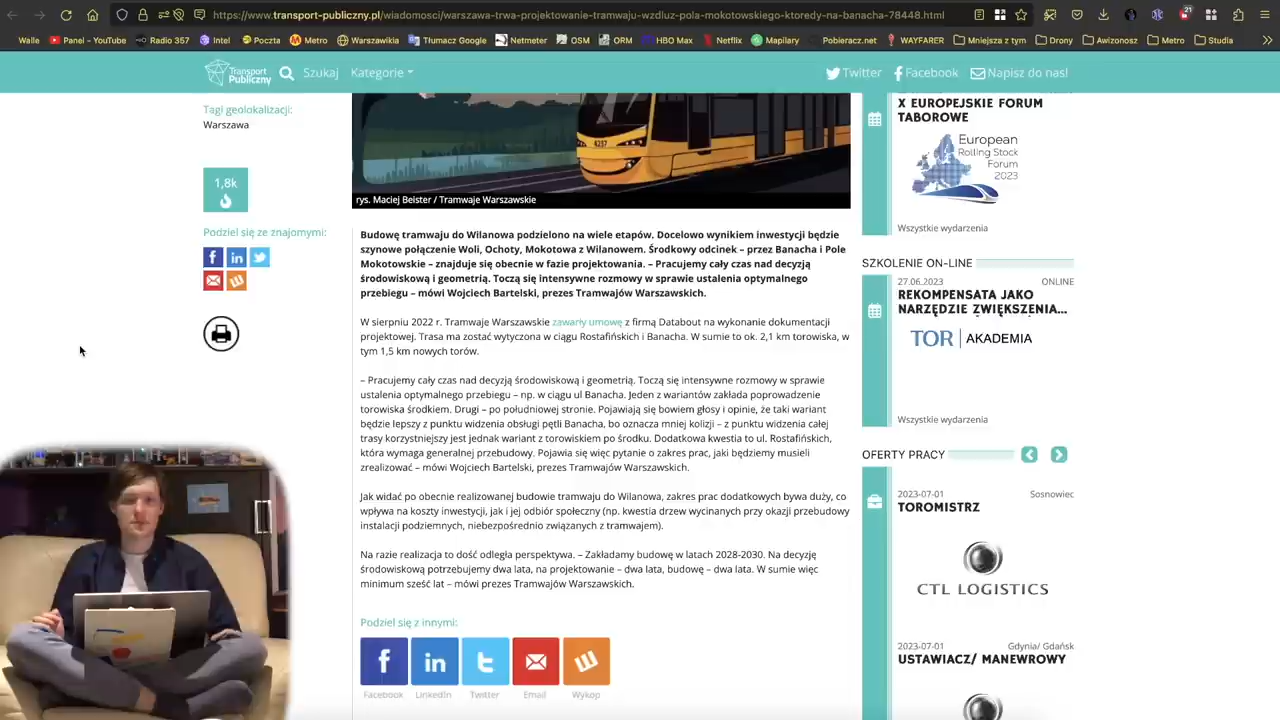 https://www.transport-publiczny.pl/wiadomosci/warszawa-trwa-projektowanie-tramwaju-wzdluz-pola-mokotowskiego-ktoredy-na-banacha-78448.html
21
Walle
Panel – YouTube
Radio 357
Intel
Poczta
Metro
Warszawikia
Tłumacz Google
Netmeter
OSM
ORM
HBO Max
Netflix
Mapilary
Pobieracz.net
WAYFARER
Mniejsza z tym
Drony
Awizonosz
Metro
Studia
Transport Publiczny
Szukaj
Kategorie
Twitter
Facebook
Napisz do nas!
Tagi geolokalizacji:
Warszawa
1,8k
Podziel się ze znajomymi:
4237
rys. Maciej Beister / Tramwaje Warszawskie
Budowę tramwaju do Wilanowa podzielono na wiele etapów. Docelowo wynikiem inwestycji będzie
szynowe połączenie Woli, Ochoty, Mokotowa z Wilanowem. Środkowy odcinek – przez Banacha i Pole
Mokotowskie – znajduje się obecnie w fazie projektowania. – Pracujemy cały czas nad decyzją
środowiskową i geometrią. Toczą się intensywne rozmowy w sprawie ustalenia optymalnego
przebiegu – mówi Wojciech Bartelski, prezes Tramwajów Warszawskich.
W sierpniu 2022 r. Tramwaje Warszawskie zawarły umowę z firmą Databout na wykonanie dokumentacji
projektowej. Trasa ma zostać wytyczona w ciągu Rostafińskich i Banacha. W sumie to ok. 2,1 km torowiska, w
tym 1,5 km nowych torów.
– Pracujemy cały czas nad decyzją środowiskową i geometrią. Toczą się intensywne rozmowy w sprawie
ustalenia optymalnego przebiegu – np. w ciągu ul Banacha. Jeden z wariantów zakłada poprowadzenie
torowiska środkiem. Drugi – po południowej stronie. Pojawiają się bowiem głosy i opinie, że taki wariant
będzie lepszy z punktu widzenia obsługi pętli Banacha, bo oznacza mniej kolizji – z punktu widzenia całej
trasy korzystniejszy jest jednak wariant z torowiskiem po środku. Dodatkowa kwestia to ul. Rostafińskich,
która wymaga generalnej przebudowy. Pojawia się więc pytanie o zakres prac, jaki będziemy musieli
zrealizować – mówi Wojciech Bartelski, prezes Tramwajów Warszawskich.
Jak widać po obecnie realizowanej budowie tramwaju do Wilanowa, zakres prac dodatkowych bywa duży, co
wpływa na koszty inwestycji, jak i jej odbiór społeczny (np. kwestia drzew wycinanych przy okazji przebudowy
instalacji podziemnych, niebezpośrednio związanych z tramwajem).
Na razie realizacja to dość odległa perspektywa. – Zakładamy budowę w latach 2028-2030. Na decyzję
środowiskową potrzebujemy dwa lata, na projektowanie – dwa lata, budowę – dwa lata. W sumie więc
minimum sześć lat – mówi prezes Tramwajów Warszawskich.
Podziel się z innymi:
Facebook
LinkedIn
Twitter
Email
Wykop
X EUROPEJSKIE FORUM
TABOROWE
European
Rolling Stock
Forum
2023
Wszystkie wydarzenia
SZKOLENIE ON-LINE
27.06.2023
ONLINE
REKOMPENSATA JAKO
NARZĘDZIE ZWIĘKSZENIA...
TOR | AKADEMIA
Wszystkie wydarzenia
OFERTY PRACY
2023-07-01
Sosnowiec
TOROMISTRZ
CTL LOGISTICS
2023-07-01
Gdynia/ Gdańsk
USTAWIACZ/ MANEWROWY